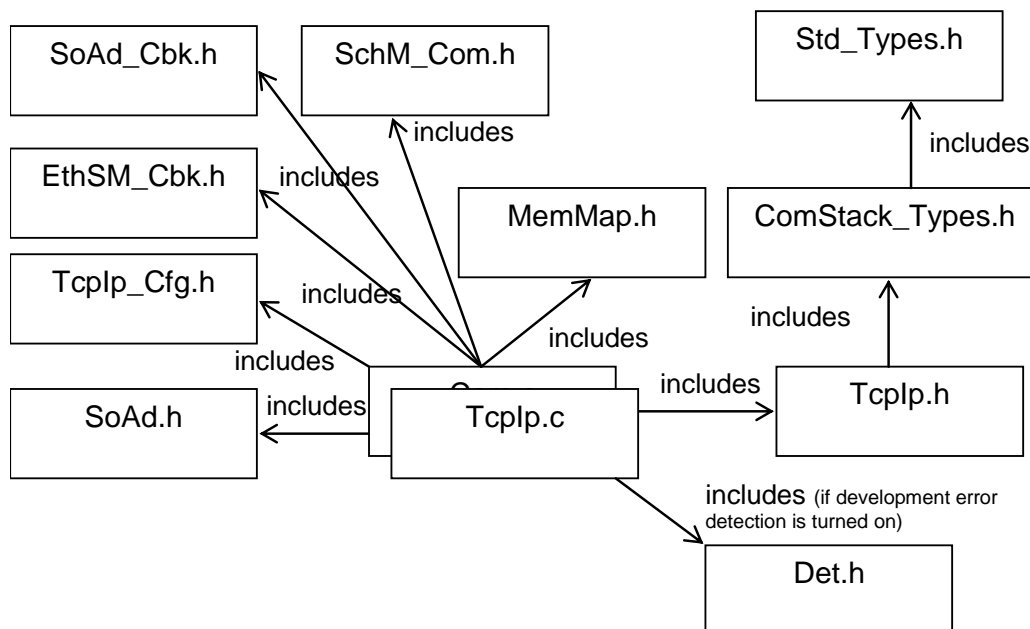 SoAd_Cbk.h
SchM_Com.h
Std_Types.h
includes
includes
EthSM_Cbk.h
includes
MemMap.h
ComStack_Types.h
TcpIp_Cfg.h
includes
includes
includes
includes
SoAd.h
includes
TcpIp.c
includes
TcpIp.h
includes (if development error
detection is turned on)
Det.h